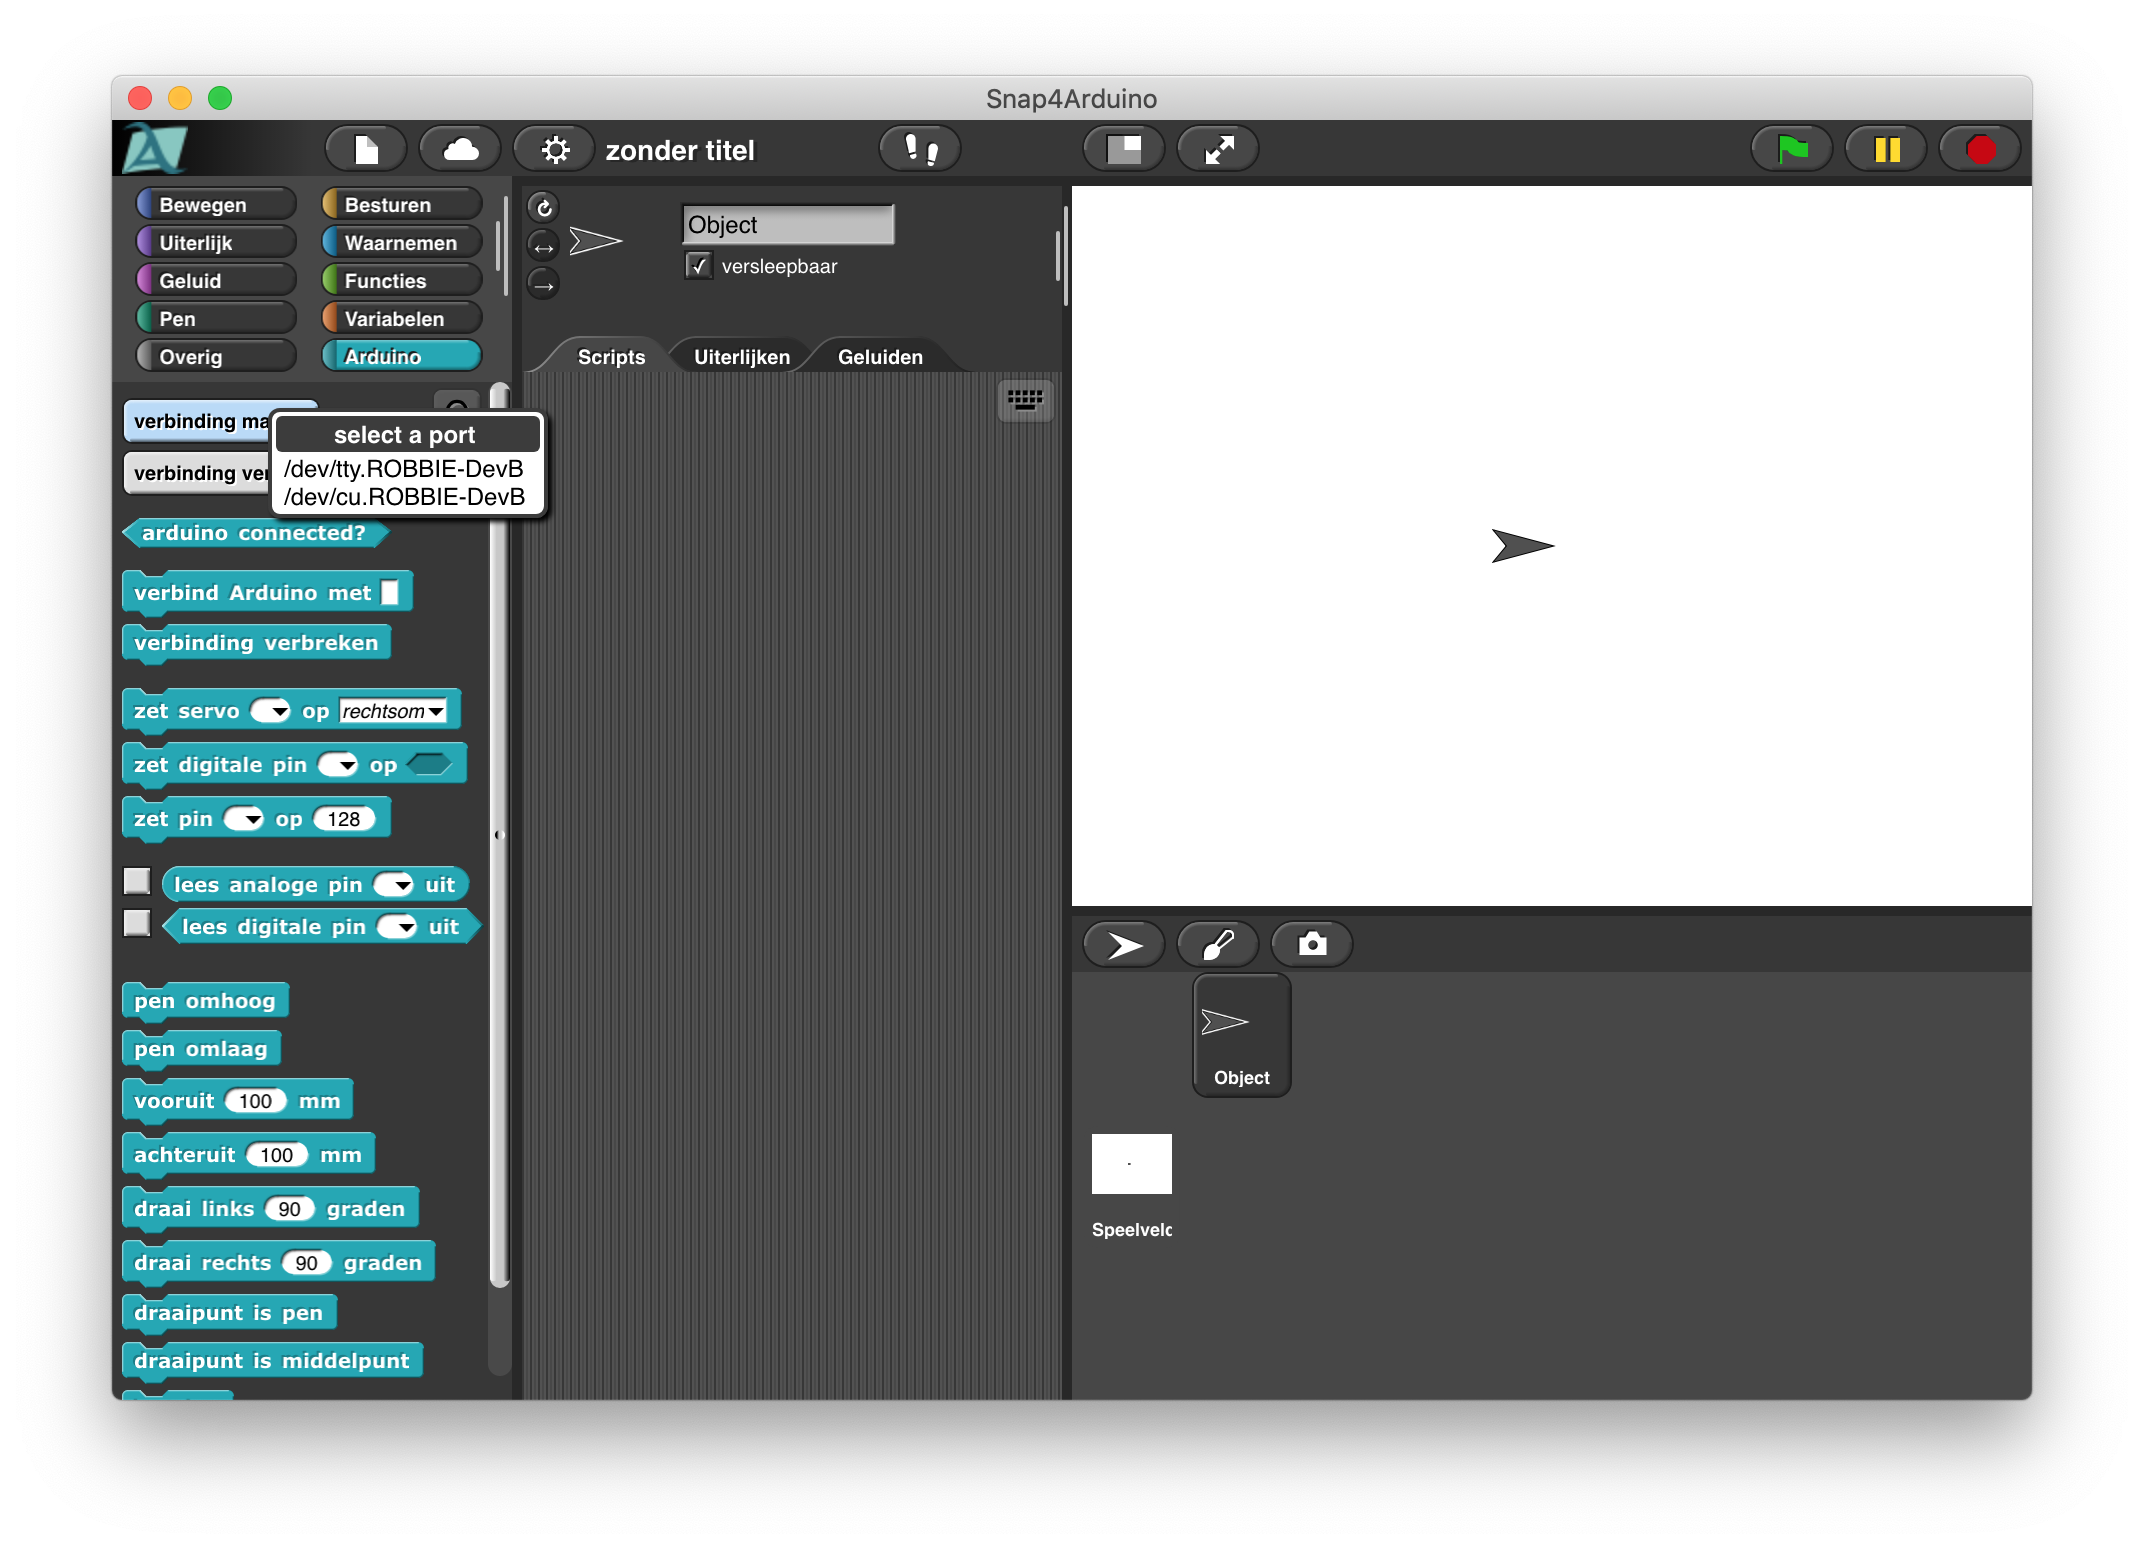 Snap4Arduino
zonder titel
Bewegen
Besturen
Uiterlijk
Waarnemen
Geluid
Functies
Pen
Variabelen
Overig
Arduino
Object
versleepbaar
Scripts
Uiterlijken
Geluiden
verbinding ma
select a port
verbinding ver
/dev/tty.ROBBIE-DevB
/dev/cu.ROBBIE-DevB
arduino connected?
verbind Arduino met
verbinding verbreken
zet servo op rechtsom
zet digitale pin op
zet pin op 128
lees analoge pin uit
lees digitale pin uit
pen omhoog
pen omlaag
vooruit 100 mm
achteruit 100 mm
draai links 90 graden
draai rechts 90 graden
draaipunt is pen
draaipunt is middelpunt
Object
Speelveld